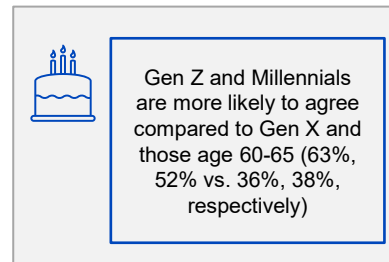 Gen Z and Millennials
are more likely to agree
compared to Gen X and
those age 60-65 (63%,
52% vs. 36%, 38%,
respectively)